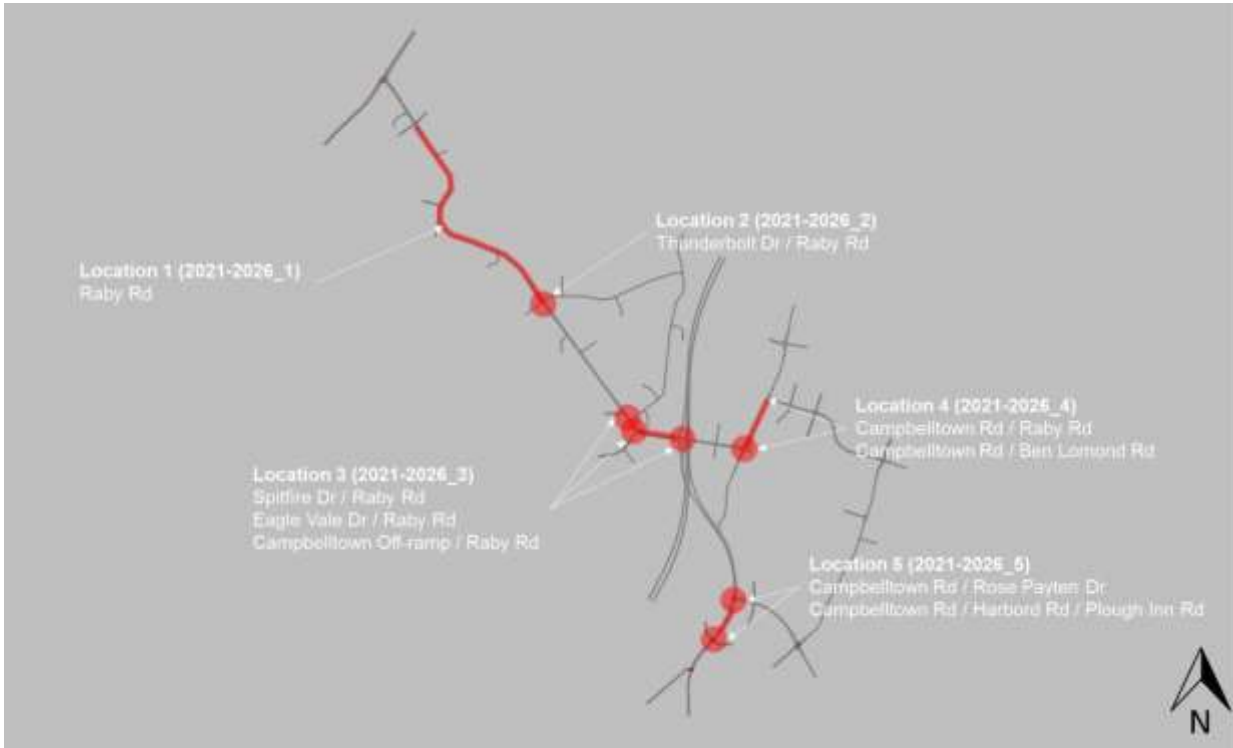 Location 1 (2021-2026_1)
Raby Rd
Location 2 (2021-2026_2)
Thunderbolt Dr / Raby Rd
Location 3 (2021-2026_3)
Spitfire Dr / Raby Rd
Eagle Vale Dr / Raby Rd
Campbelltown Off-ramp / Raby Rd
Location 4 (2021-2026_4)
Campbelltown Rd / Raby Rd
Campbelltown Rd / Ben Lomond Rd
Location 5 (2021-2026_5)
Campbelltown Rd / Rose Payten Dr
Campbelltown Rd / Harbord Rd / Plough Inn Rd
N